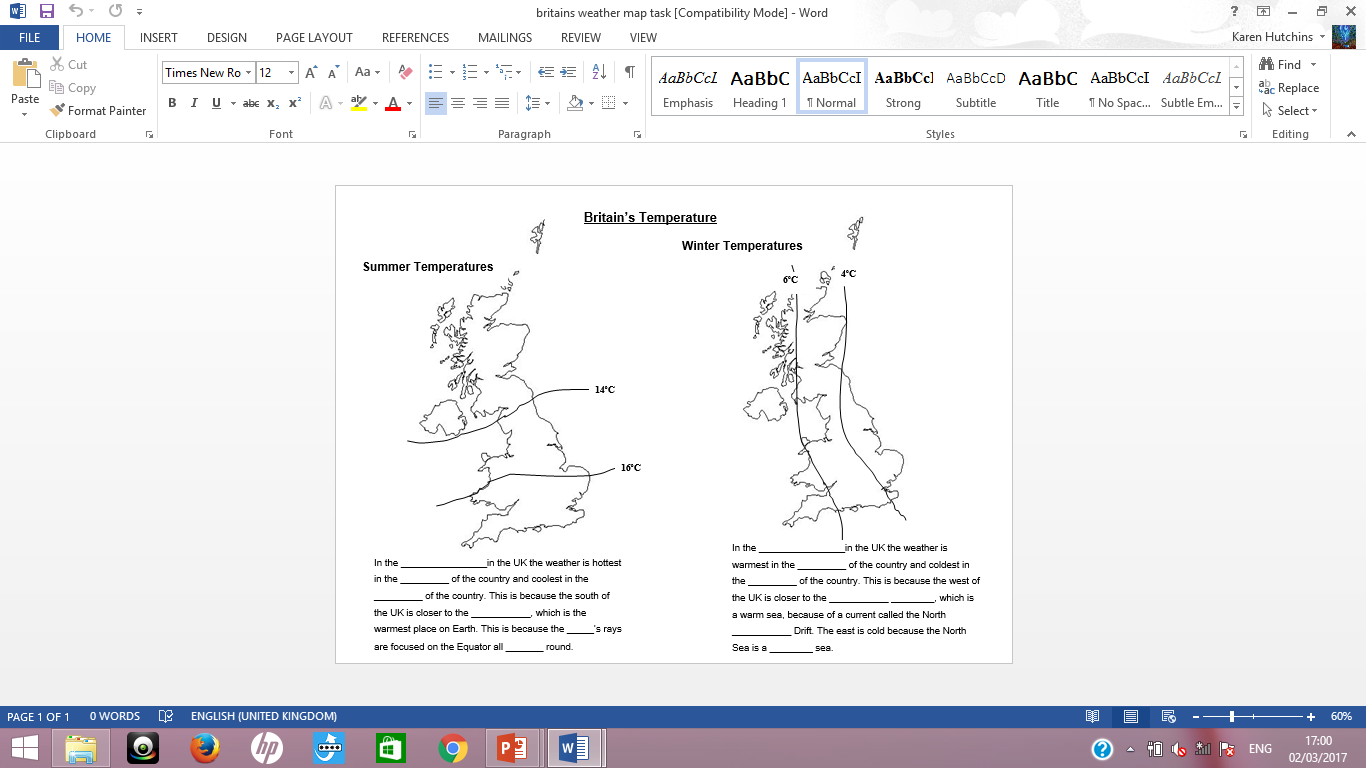 britains weather map task [Compatibility Mode] - Word
FILE HOME INSERT DESIGN PAGE LAYOUT REFERENCES MAILINGS REVIEW VIEW
Karen Hutchins
Paste
Cut
Copy
Format Painter
Clipboard
Times New Ro 12
Font
Paragraph
AaBbCcI AaBbC AaBbCcI AaBbCcI AaBbCcD AaBbC AaBbCcI AaBbCcI
Emphasis Heading 1 ¶ Normal Strong Subtitle Title ¶ No Spac... Subtle Em...
Styles
Find
Replace
Select
Editing
Britain's Temperature
Summer Temperatures
14°C
16°C
In the ________________in the UK the weather is hottest
in the _________ of the country and coolest in the
_________ of the country. This is because the south of
the UK is closer to the ___________, which is the
warmest place on Earth. This is because the _____'s rays
are focused on the Equator all _______ round.
Winter Temperatures
6°C
4°C
In the ________________in the UK the weather is
warmest in the _________ of the country and coldest in
the _________ of the country. This is because the west of
the UK is closer to the ___________ ________, which is
a warm sea, because of a current called the North
___________ Drift. The east is cold because the North
Sea is a ________ sea.
PAGE 1 OF 1 0 WORDS ENGLISH (UNITED KINGDOM)
60%
hp
ENG
17:00
02/03/2017